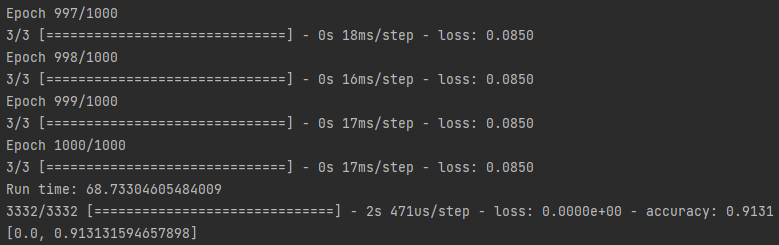 Epoch 997/1000
3/3 [==============================] - 0s 18ms/step - loss: 0.0850
Epoch 998/1000
3/3 [==============================] - 0s 16ms/step - loss: 0.0850
Epoch 999/1000
3/3 [==============================] - 0s 17ms/step - loss: 0.0850
Epoch 1000/1000
3/3 [==============================] - 0s 17ms/step - loss: 0.0850
Run time: 68.73304605484009
3332/3332 [==============================] - 2s 471us/step - loss: 0.0000e+00 - accuracy: 0.9131
[0.0, 0.913131594657898]